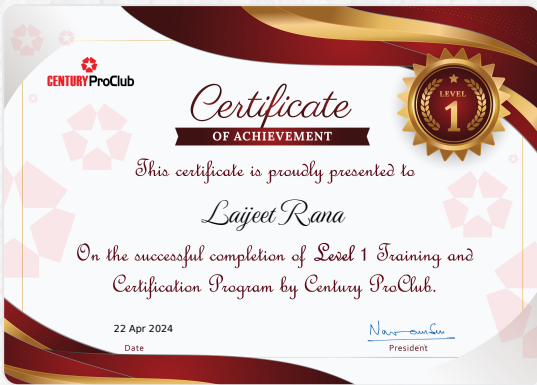 CENTURY ProClub
Certificate
OF ACHIEVEMENT
LEVEL
1
This certificate is proudly presented to
Laijeet Rana
On the successful completion of Level 1 Training and
Certification Program by Century ProClub.
22 Apr 2024
Date
President